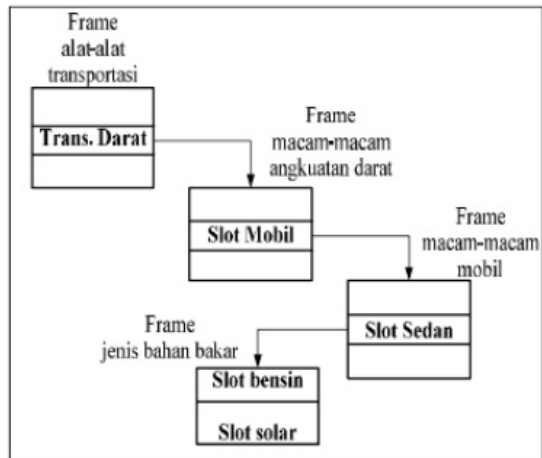 Frame
alat-alat
transportasi
Trans. Darat
Frame
macam-macam
angkuatan darat
Slot Mobil
Frame
macam-macam
mobil
Slot Sedan
Frame
jenis bahan bakar
Slot bensin
Slot solar